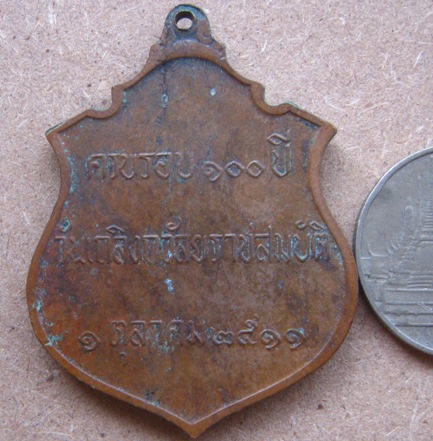 ครบรอบ ๑๐๐ ปี
วันเถลิงถวัลยราชสมบัติ
๑ ตุลาคม ๒๕๑๑